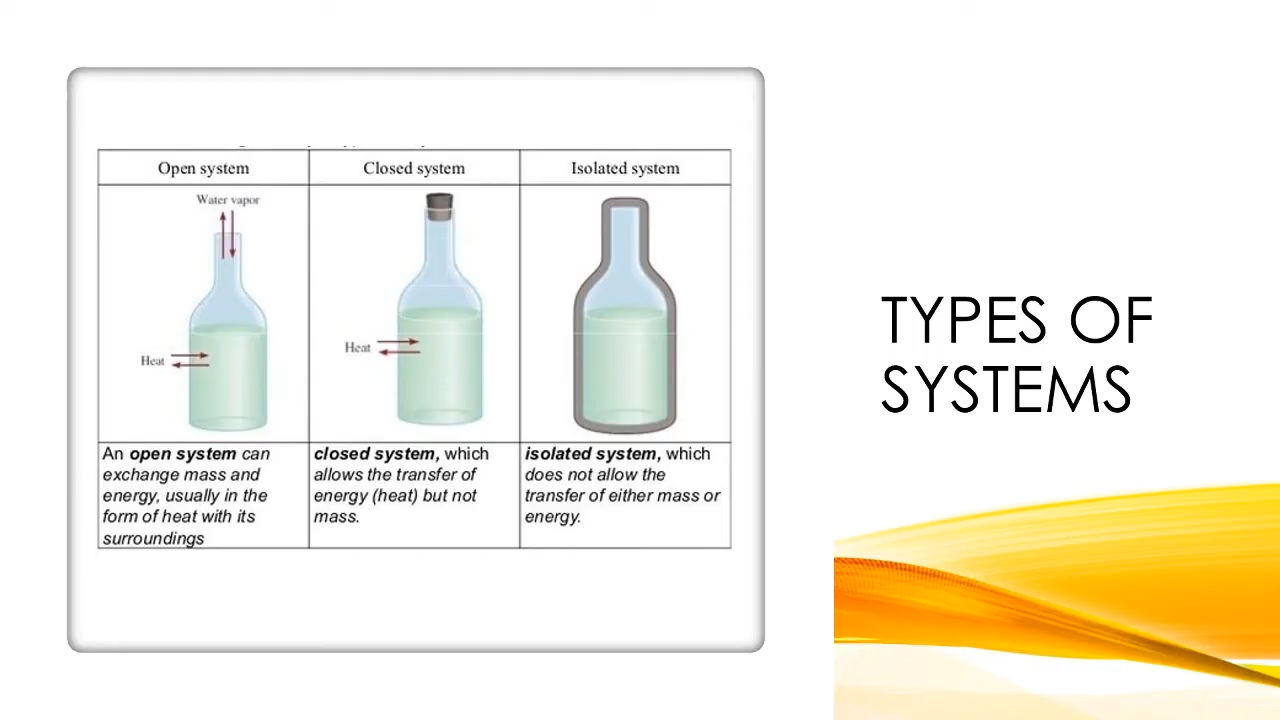 Open system
Closed system
Isolated system
Water vapor
Heat
Heat
An open system can
exchange mass and
energy, usually in the
form of heat with its
surroundings
closed system, which
allows the transfer of
energy (heat) but not
mass.
isolated system, which
does not allow the
transfer of either mass or
energy.
TYPES OF
SYSTEMS